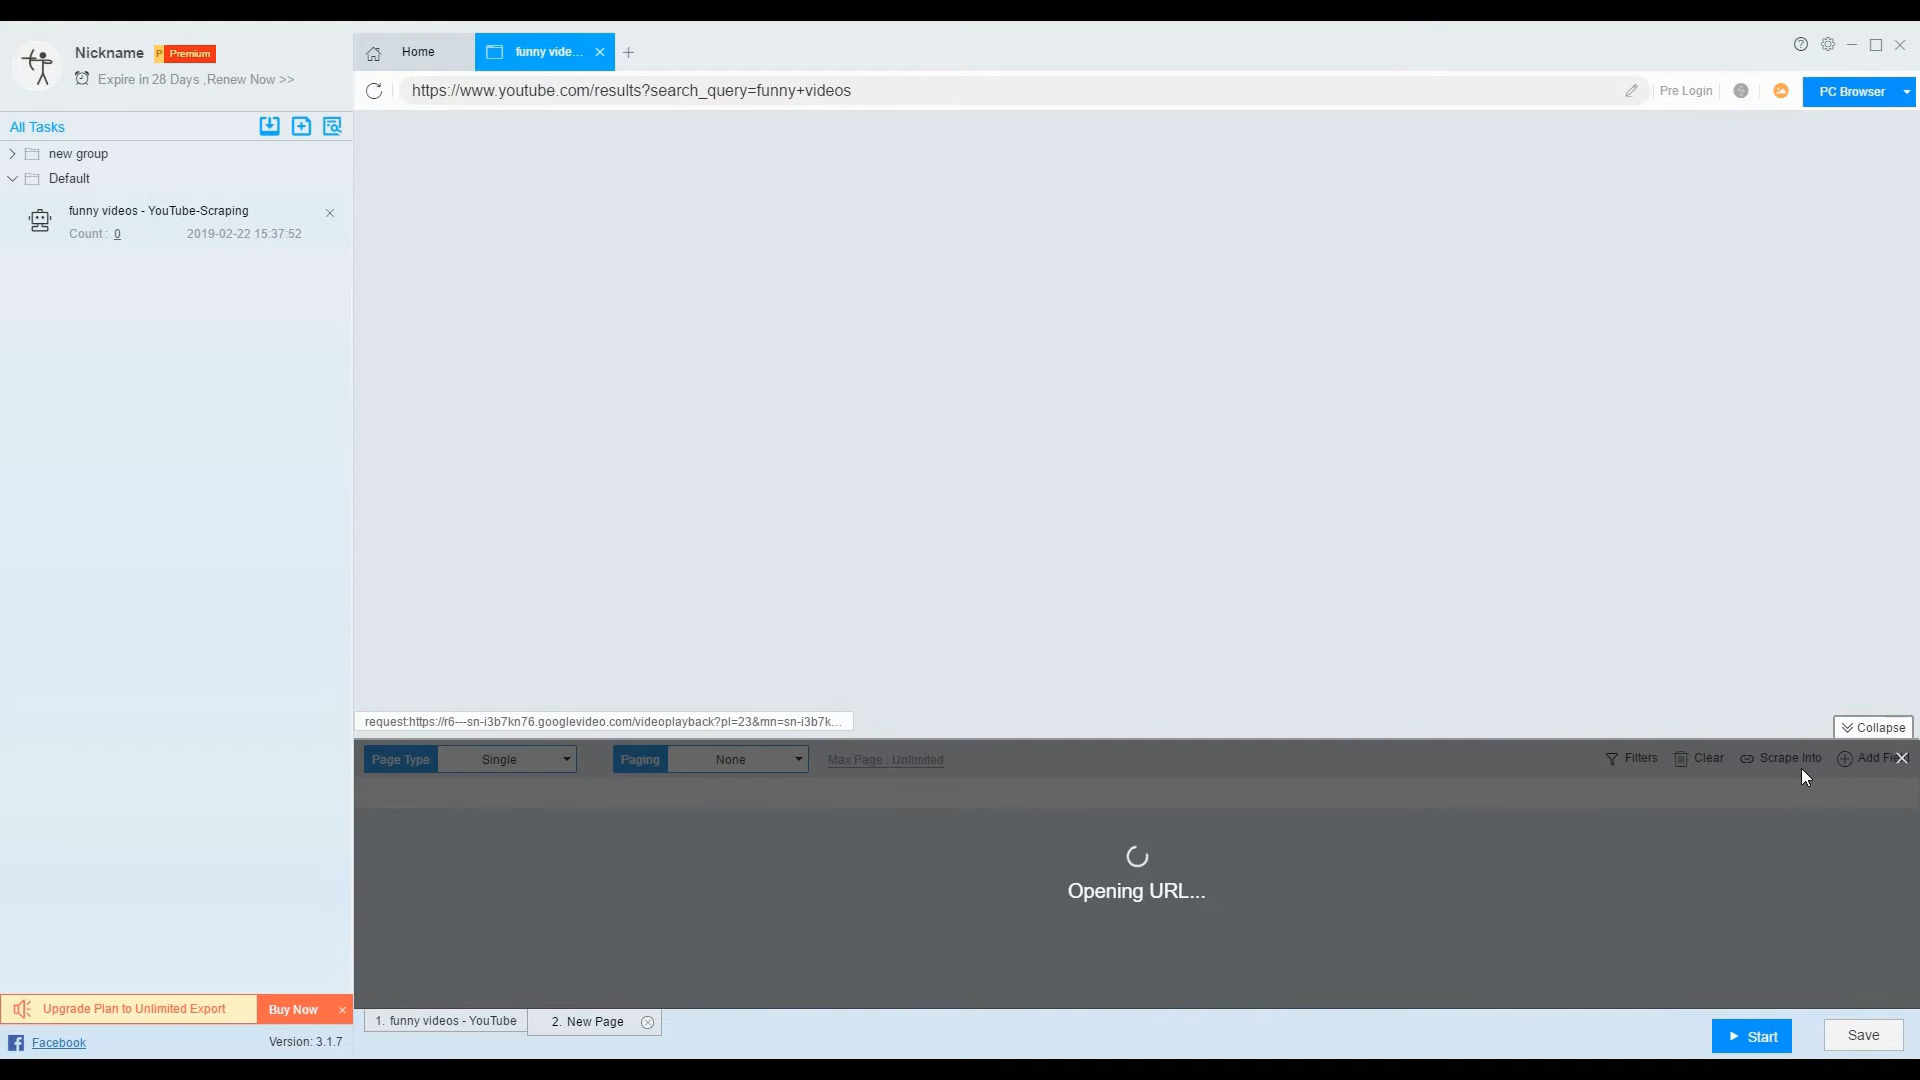 Nickname
P Premium
Expire in 28 Days ,Renew Now >>
Home
funny vide...
https://www.youtube.com/results?search_query=funny+videos
Pre Login
PC Browser
All Tasks
new group
Default
funny videos - YouTube-Scraping
Count : 0
2019-02-22 15:37:52
request:https://r6---sn-i3b7kn76.googlevideo.com/videoplayback?pl=23&mn=sn-i3b7k...
Collapse
Page Type
Single
Paging
None
Max Page : Unlimited
Filters
Clear
Scrape Into
Add Field
Opening URL...
Upgrade Plan to Unlimited Export
Buy Now
1. funny videos - YouTube
2. New Page
Facebook
Version: 3.1.7
Start
Save